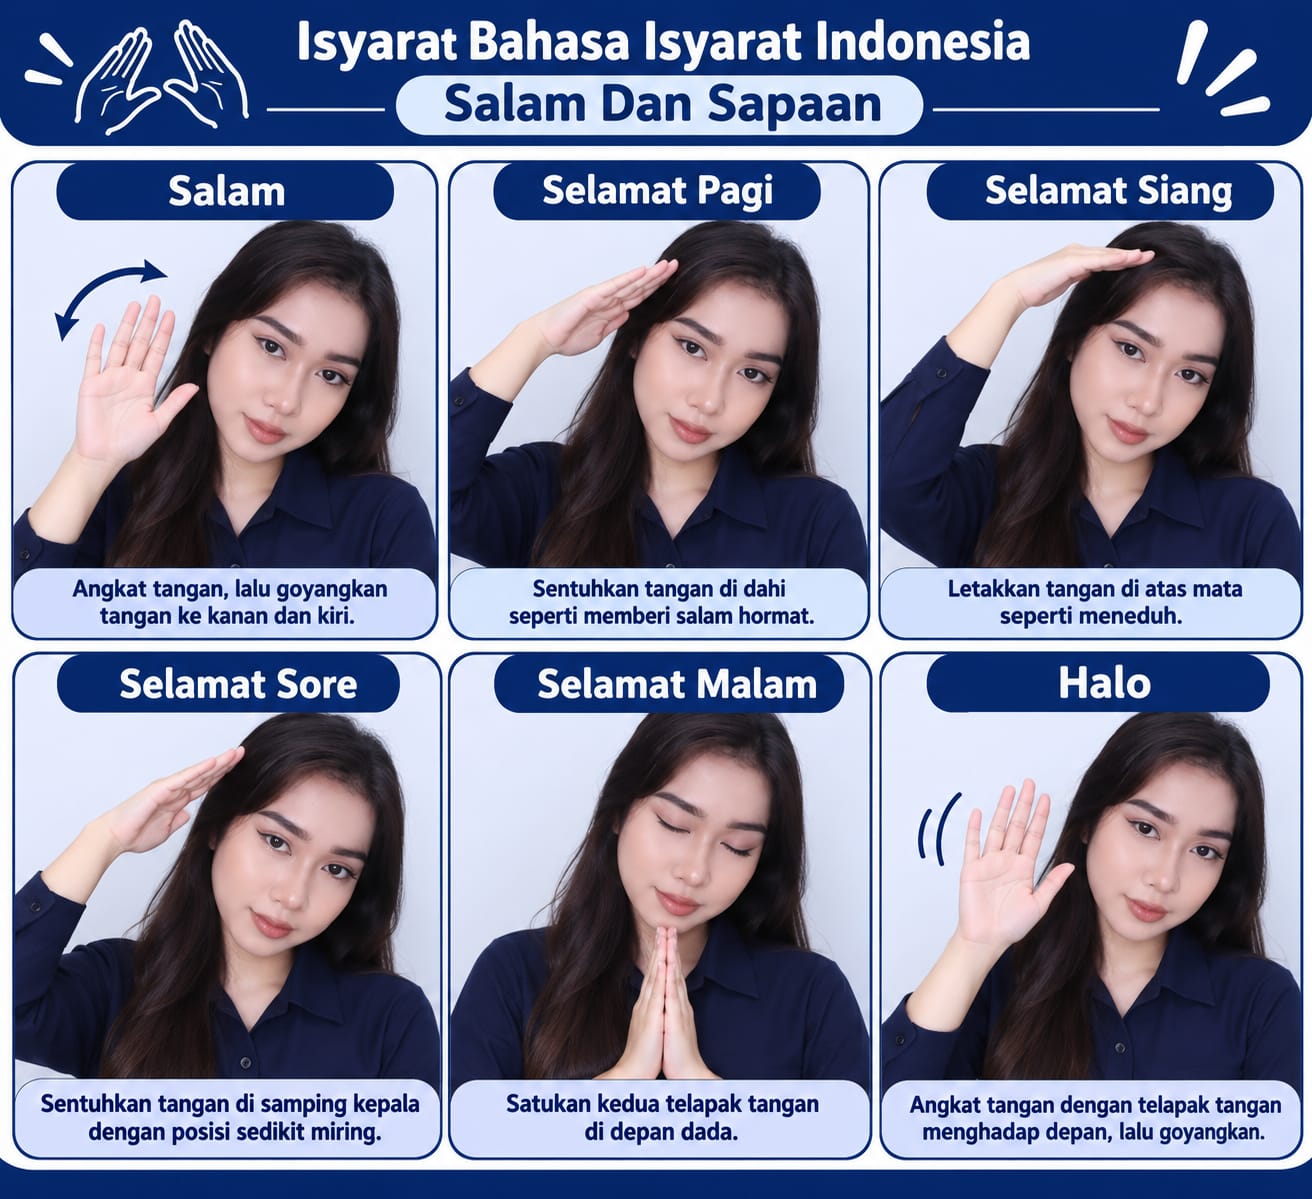 Isyarat Bahasa Isyarat Indonesia
Salam Dan Sapaan
Salam
Angkat tangan, lalu goyangkan
tangan ke kanan dan kiri.
Selamat Pagi
Sentuhkan tangan di dahi
seperti memberi salam hormat.
Selamat Siang
Letakkan tangan di atas mata
seperti meneduh.
Selamat Sore
Sentuhkan tangan di samping kepala
dengan posisi sedikit miring.
Selamat Malam
Satukan kedua telapak tangan
di depan dada.
Halo
Angkat tangan dengan telapak tangan
menghadap depan, lalu goyangkan.